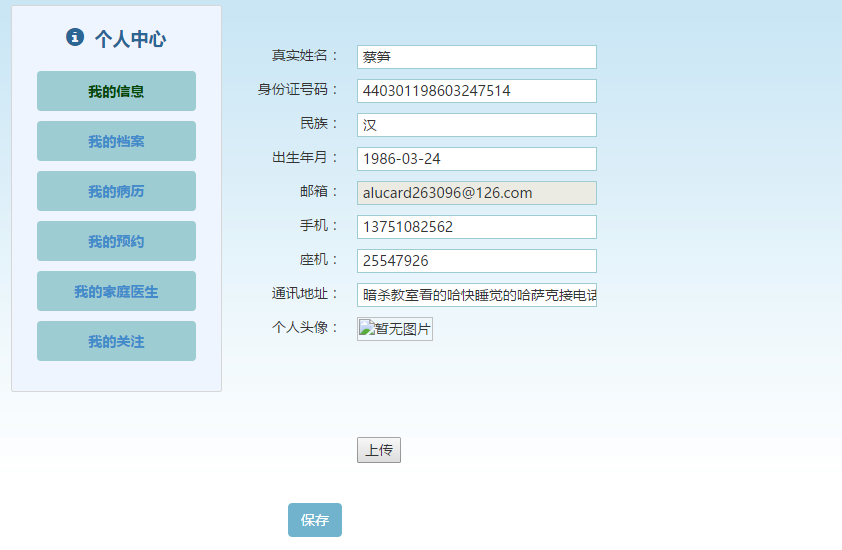 个人中心
我的信息
我的档案
我的病历
我的预约
我的家庭医生
我的关注
真实姓名： 蔡笋
身份证号码： 440301198603247514
民族： 汉
出生年月： 1986-03-24
邮箱： alucard263096@126.com
手机： 13751082562
座机： 25547926
通讯地址： 暗杀教室看的哈快睡觉的哈萨克接电话
个人头像： 暂无图片
上传
保存